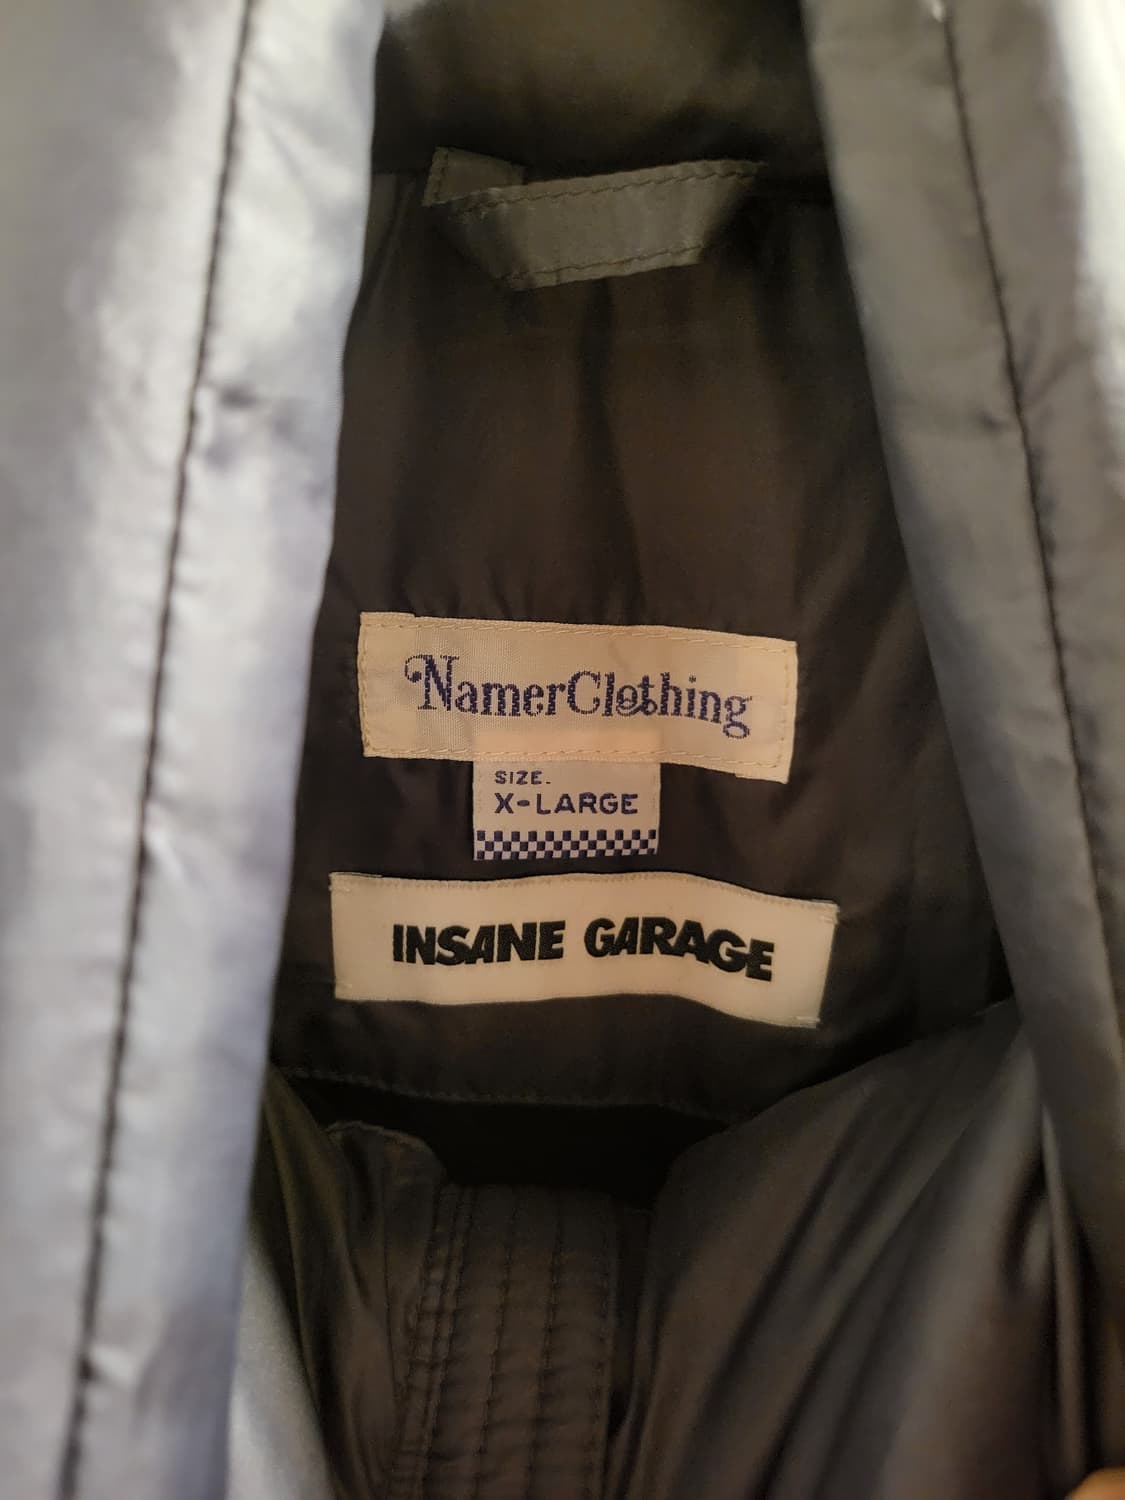 NamerClothing
SIZE.
X-LARGE
INSANE GARAGE